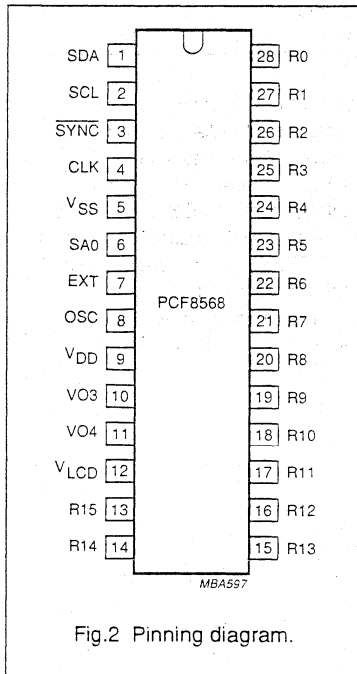 SDA 1 28 R0
SCL 2 27 R1
SYNC 3 26 R2
CLK 4 25 R3
VSS 5 24 R4
SA0 6 23 R5
EXT 7 22 R6
PCF8568
OSC 8 21 R7
VDD 9 20 R8
VO3 10 19 R9
VO4 11 18 R10
VLCD 12 17 R11
R15 13 16 R12
R14 14 15 R13
MBA597
Fig.2 Pinning diagram.